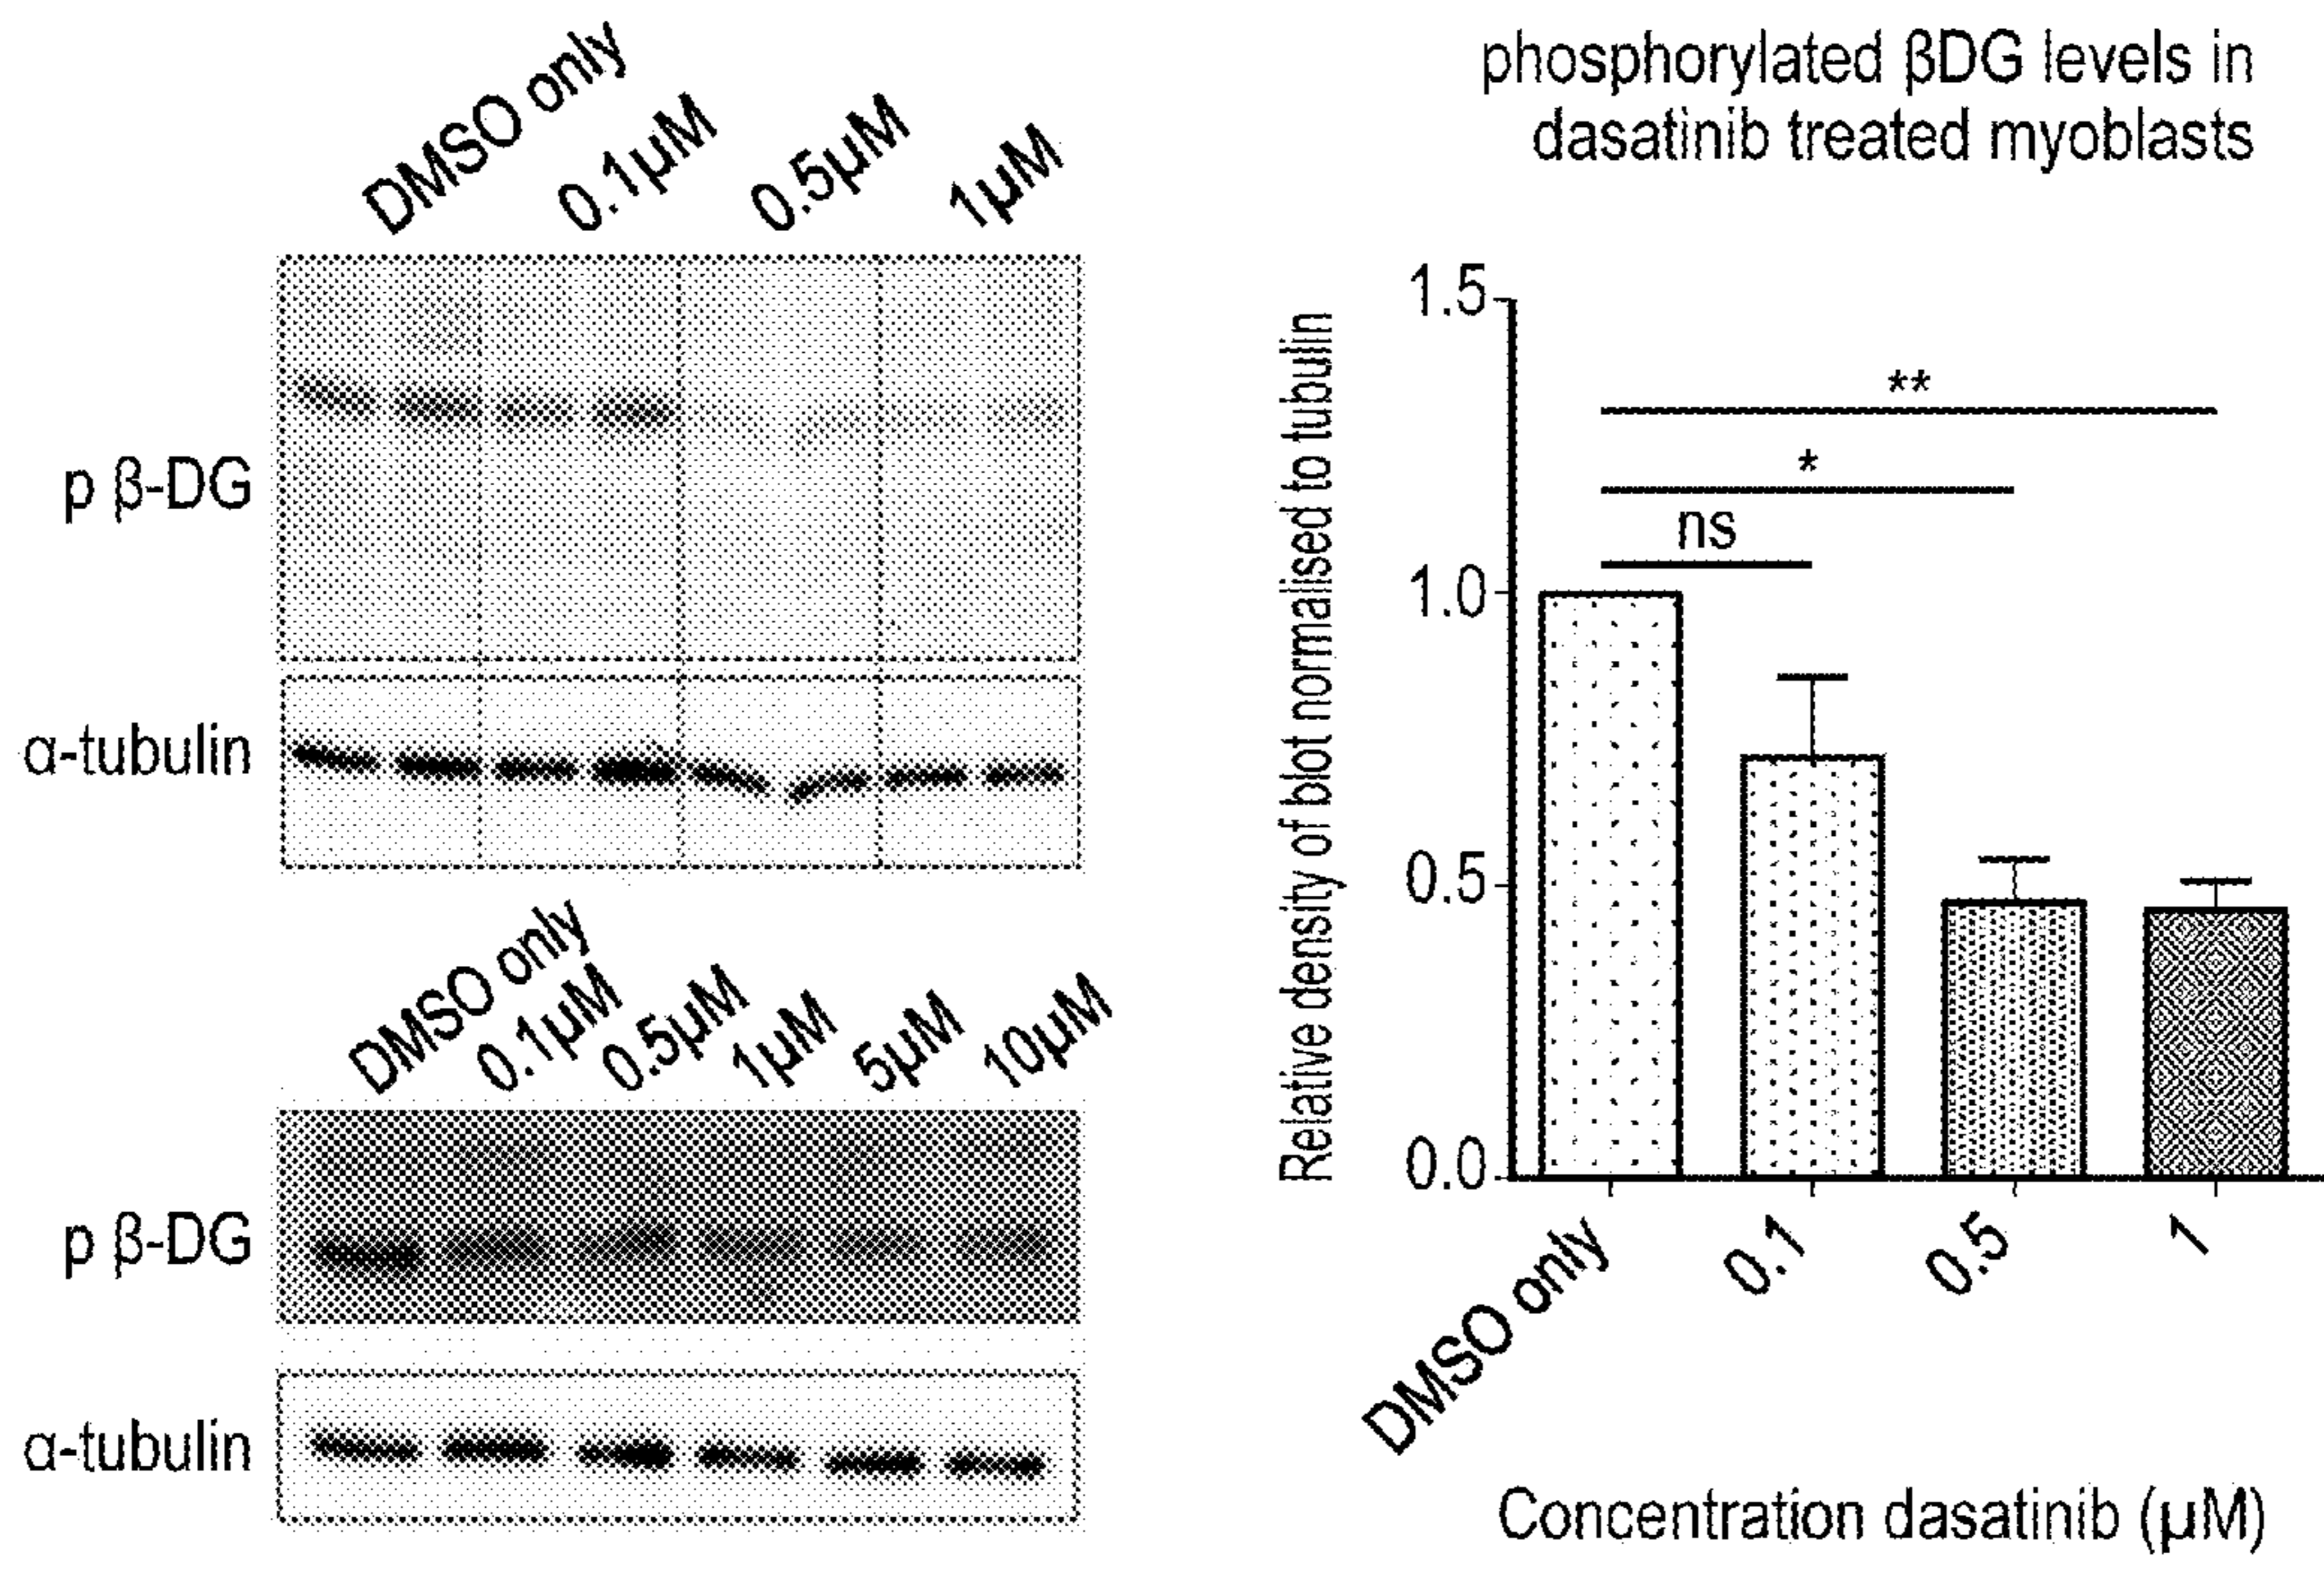 DMSO only
0.1µM
0.5µM
1µM
p β-DG
α-tubulin
DMSO only
0.1µM
0.5µM
1µM
5µM
10µM
p β-DG
α-tubulin
phosphorylated βDG levels in
dasatinib treated myoblasts
Relative density of blot normalised to tubulin
1.5
1.0
0.5
0.0
**
*
ns
DMSO only
0.1
0.5
1
Concentration dasatinib (µM)